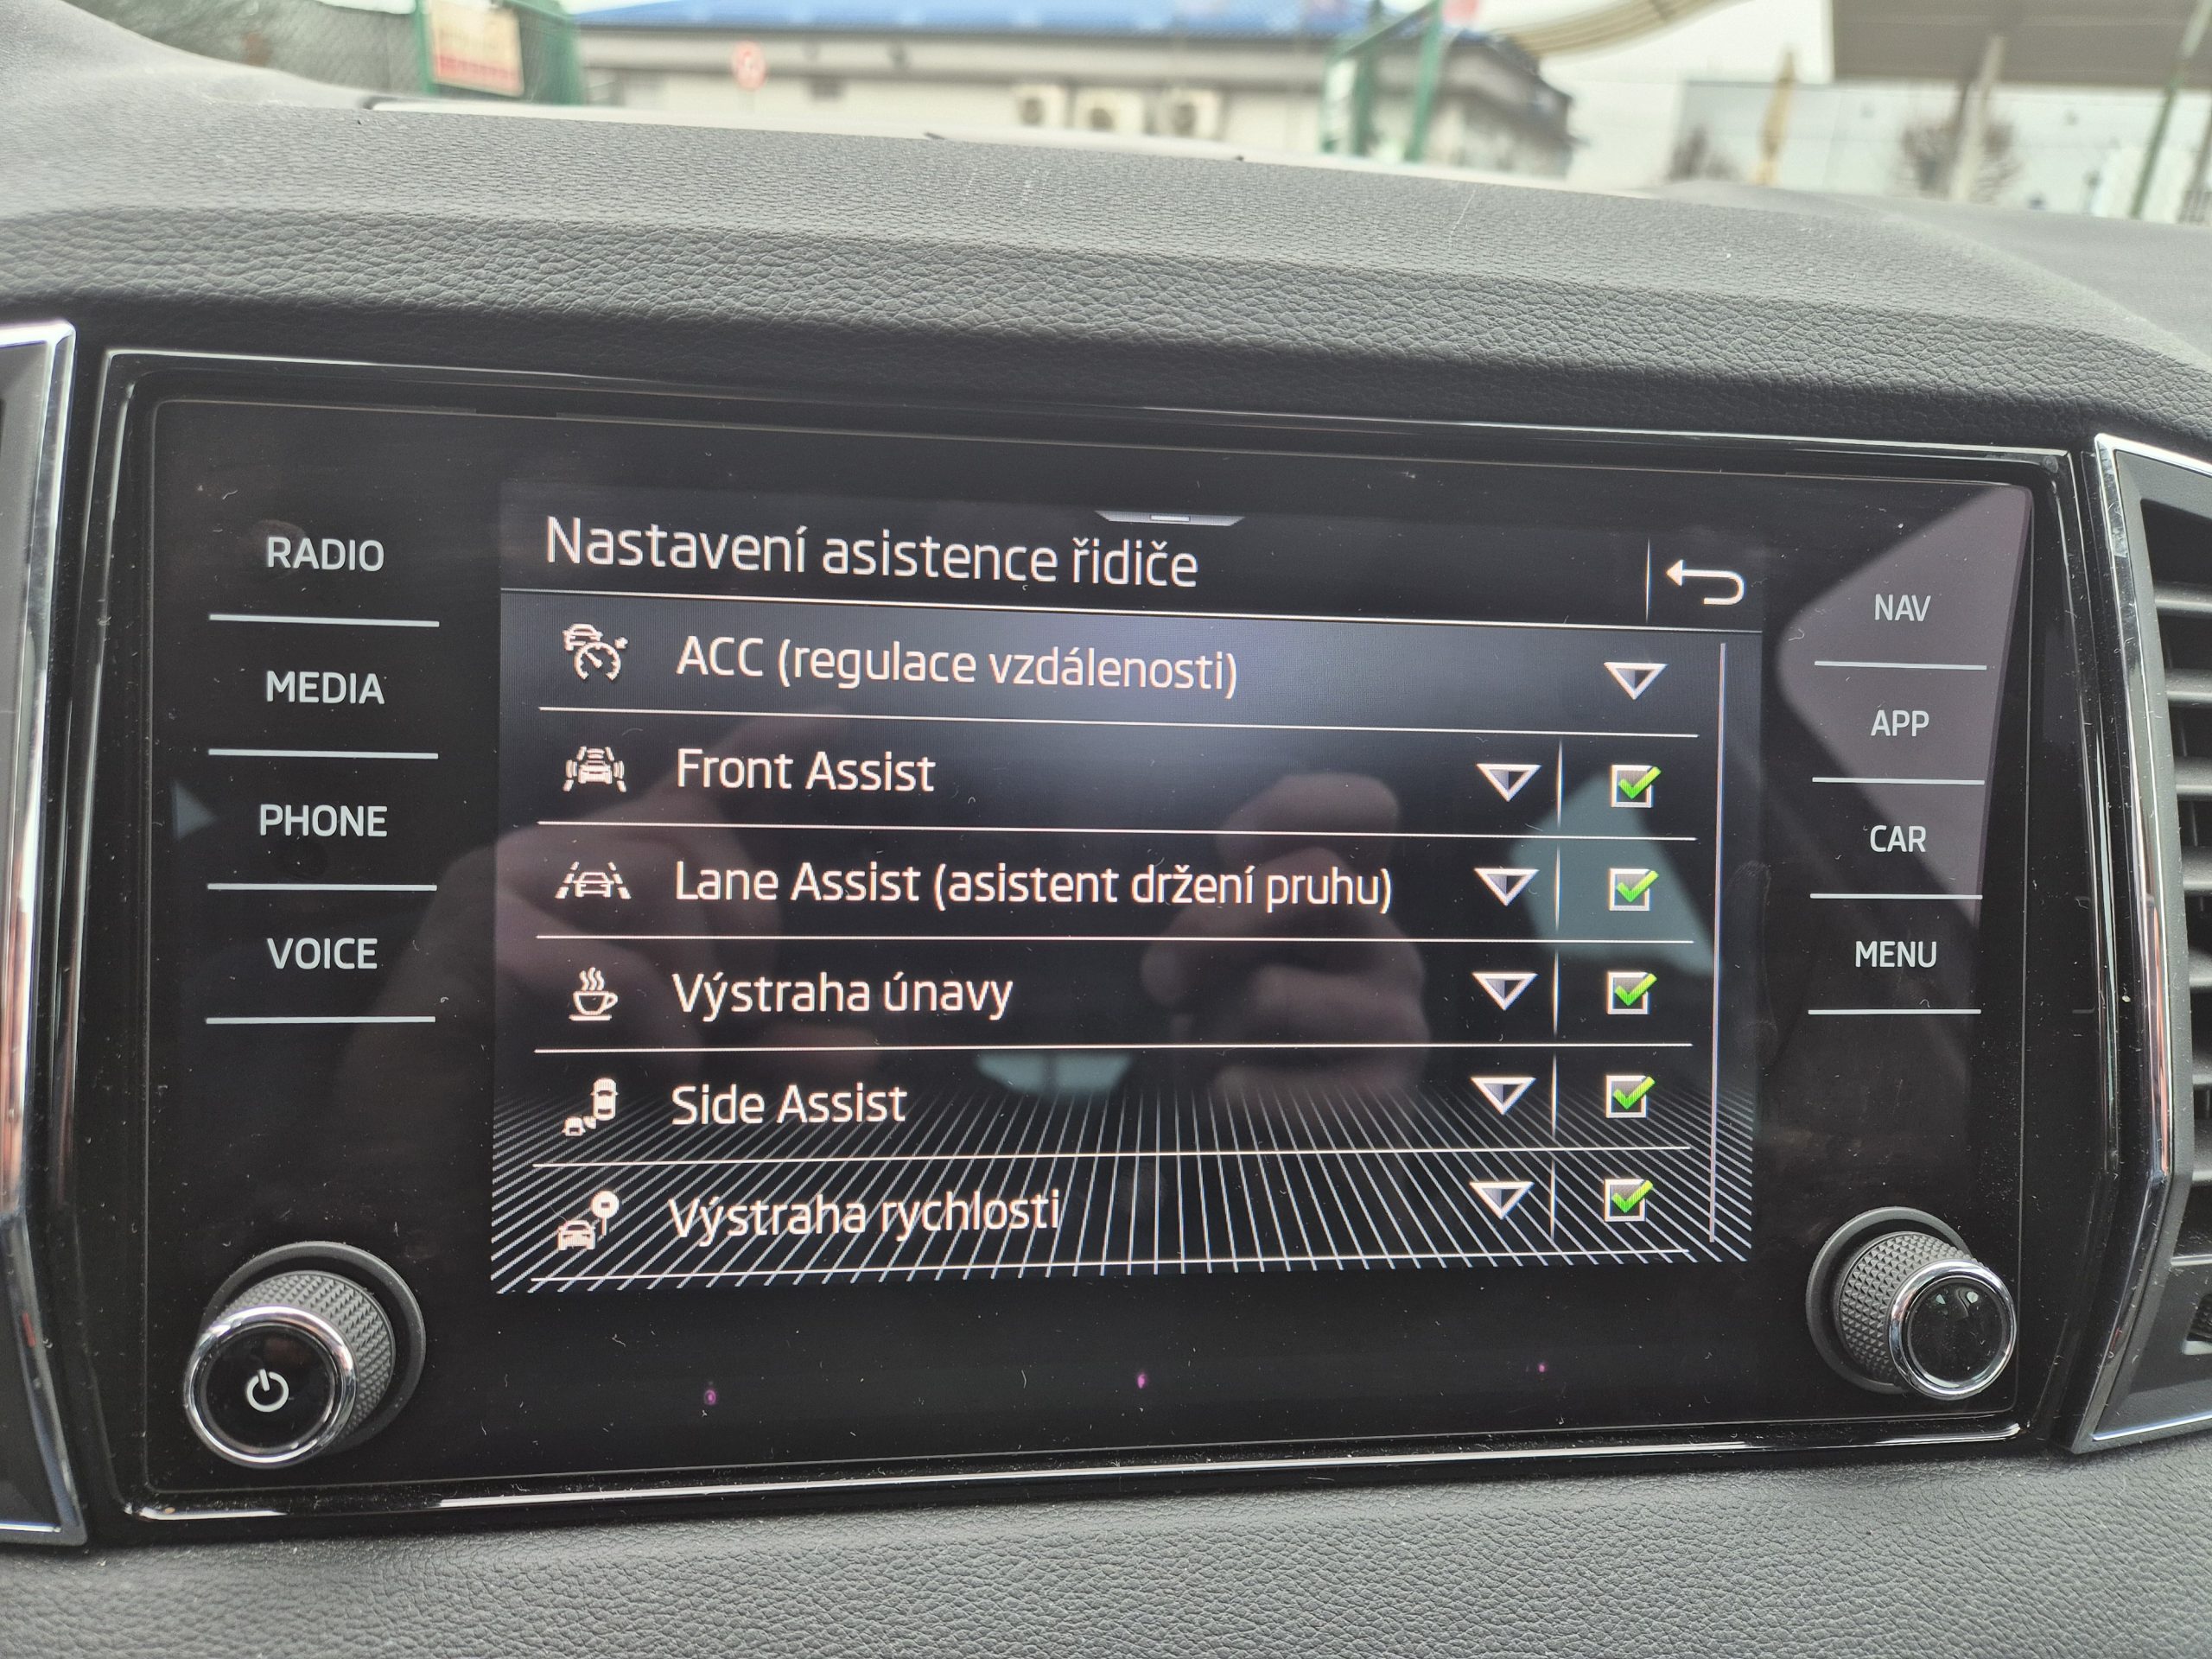 RADIO
MEDIA
PHONE
VOICE
Nastavení asistence řidiče
ACC (regulace vzdálenosti)
Front Assist
Lane Assist (asistent držení pruhu)
Výstraha únavy
Side Assist
Výstraha rychlosti
NAV
APP
CAR
MENU